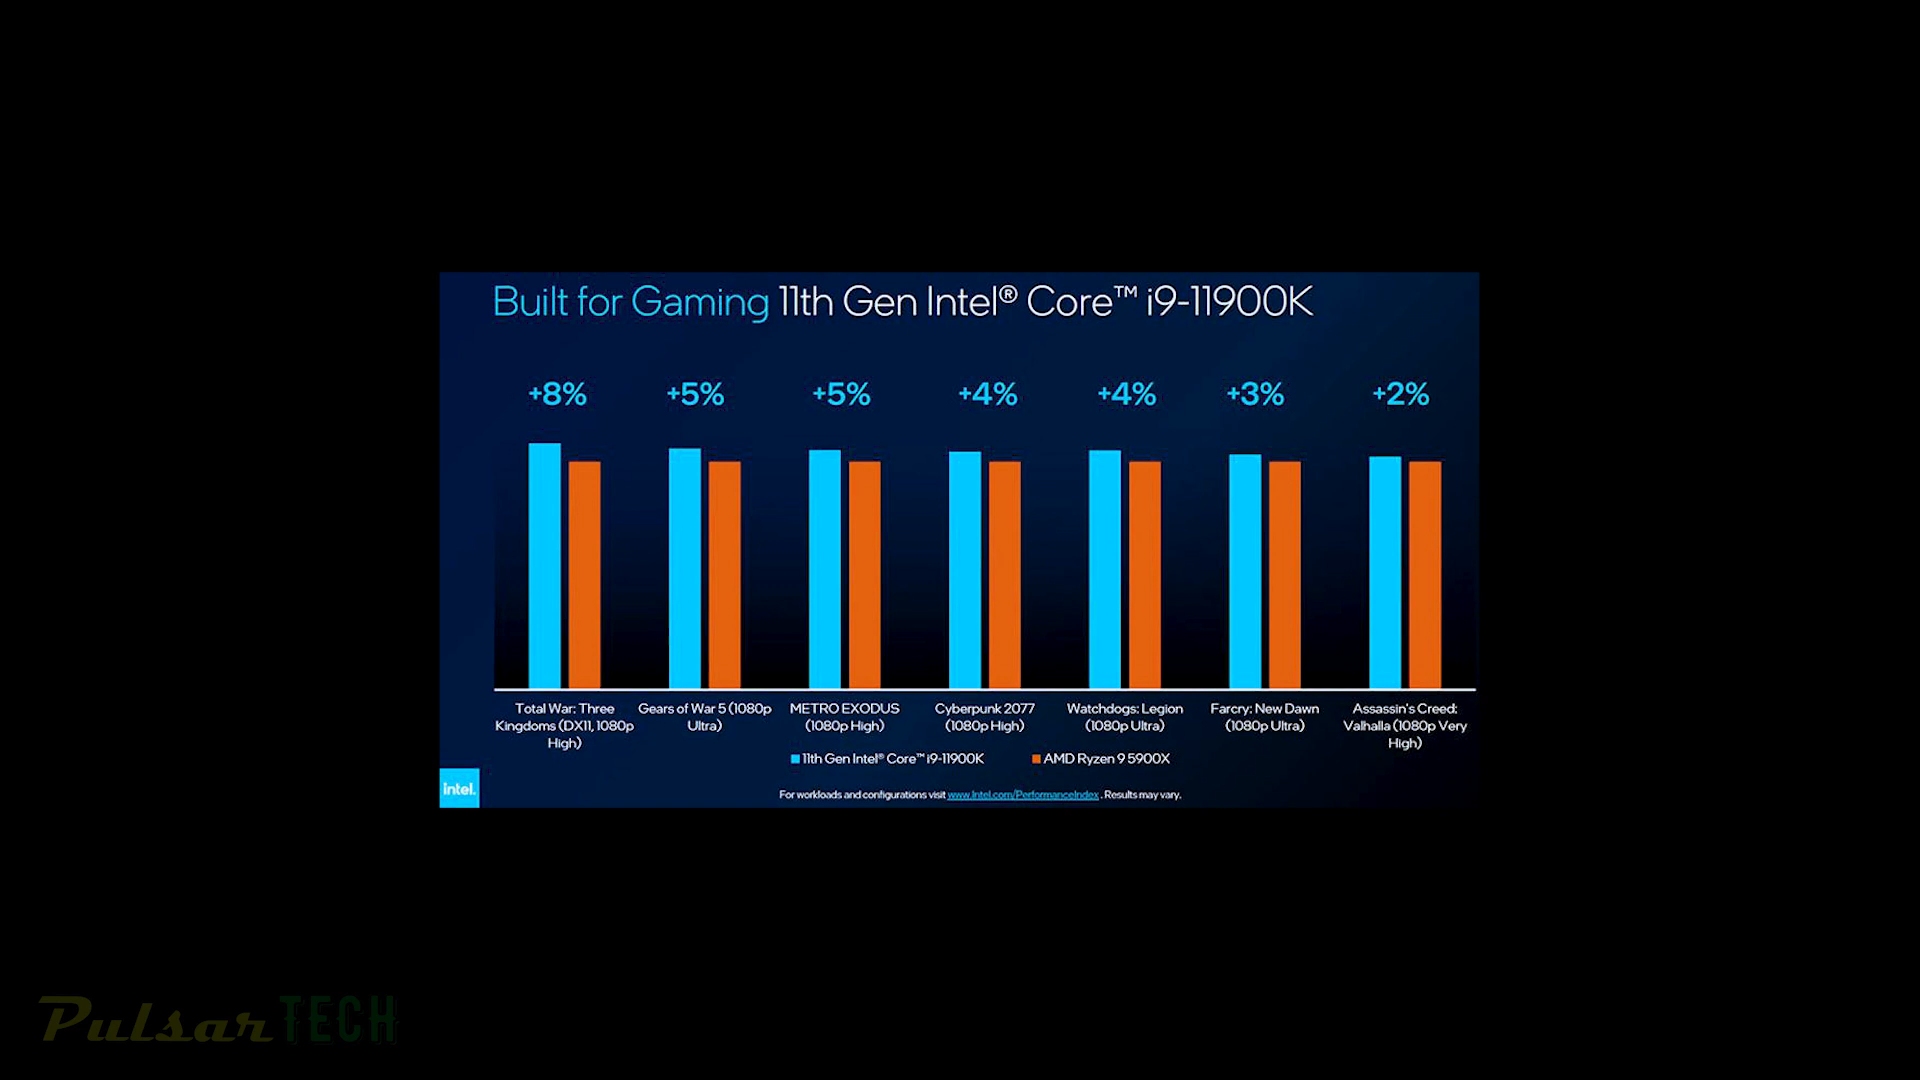 Built for Gaming 11th Gen Intel® Core™ i9-11900K
+8% +5% +5% +4% +4% +3% +2%
Total War: Three Kingdoms (DX11, 1080p High)
Gears of War 5 (1080p Ultra)
METRO EXODUS (1080p High)
Cyberpunk 2077 (1080p High)
Watchdogs: Legion (1080p Ultra)
Farcry: New Dawn (1080p Ultra)
Assassin's Creed: Valhalla (1080p Very High)
11th Gen Intel® Core™ i9-11900K AMD Ryzen 9 5900X
intel.
For workloads and configurations visit www.Intel.com/PerformanceIndex. Results may vary.
Pulsar TECH